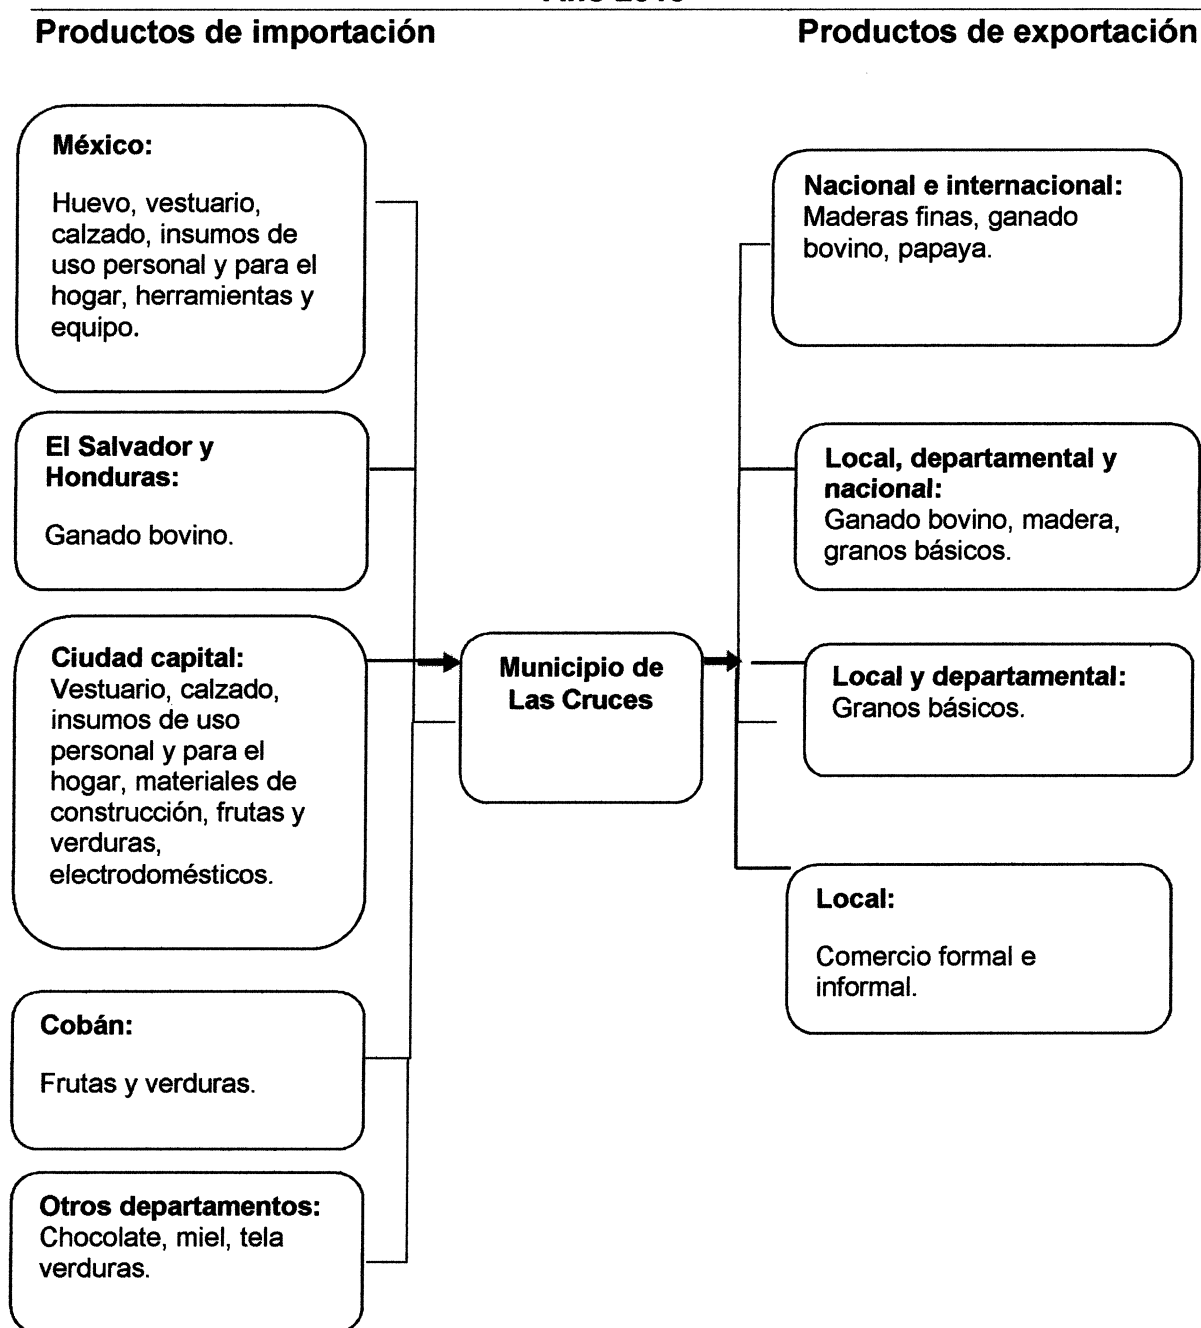 Productos de importación
Productos de exportación
México:
Huevo, vestuario,
calzado, insumos de
uso personal y para el
hogar, herramientas y
equipo.
El Salvador y
Honduras:
Ganado bovino.
Ciudad capital:
Vestuario, calzado,
insumos de uso
personal y para el
hogar, materiales de
construcción, frutas y
verduras,
electrodomésticos.
Cobán:
Frutas y verduras.
Otros departamentos:
Chocolate, miel, tela
verduras.
Municipio de
Las Cruces
Nacional e internacional:
Maderas finas, ganado
bovino, papaya.
Local, departamental y
nacional:
Ganado bovino, madera,
granos básicos.
Local y departamental:
Granos básicos.
Local:
Comercio formal e
informal.